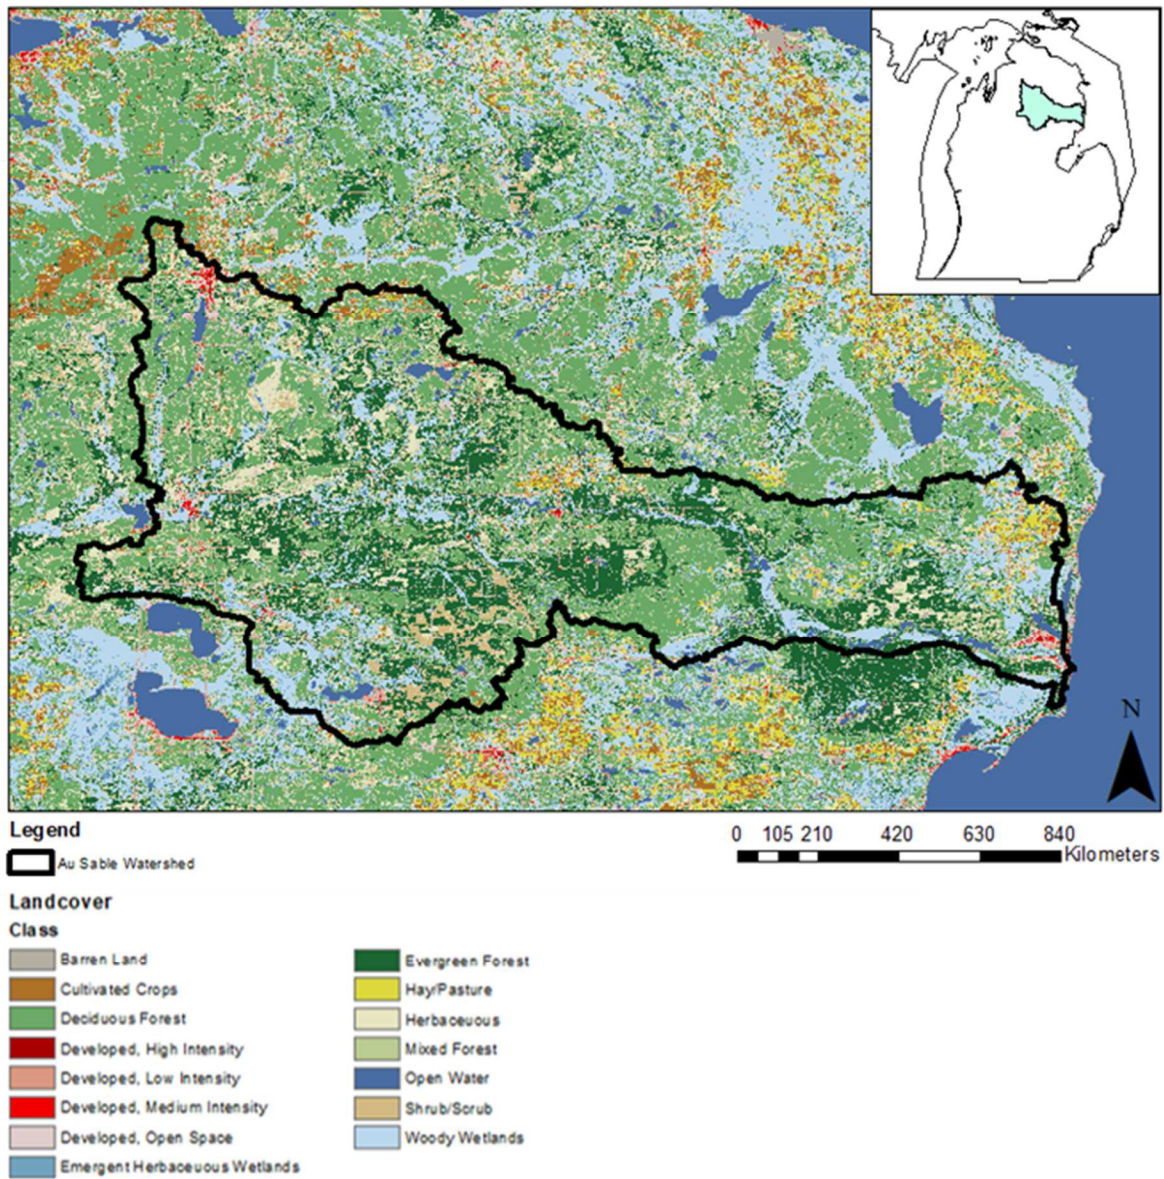 N
Legend
Au Sable Watershed
0 105 210 420 630 840
Kilometers
Landcover
Class
Barren Land
Cultivated Crops
Deciduous Forest
Developed, High Intensity
Developed, Low Intensity
Developed, Medium Intensity
Developed, Open Space
Emergent Herbaceuous Wetlands
Evergreen Forest
Hay/Pasture
Herbaceuous
Mixed Forest
Open Water
Shrub/Scrub
Woody Wetlands